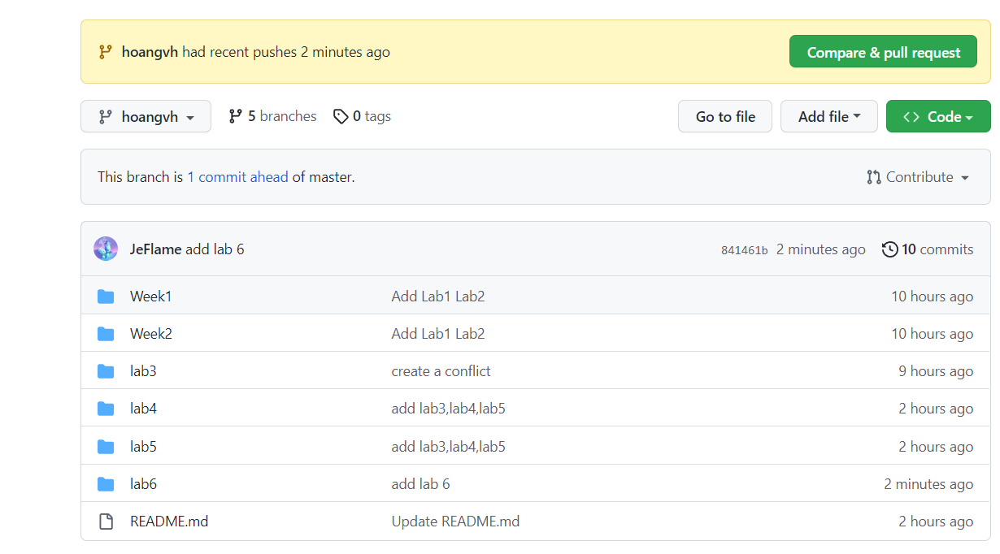 hoangvh had recent pushes 2 minutes ago Compare & pull request
hoangvh 5 branches 0 tags Go to file Add file Code
This branch is 1 commit ahead of master. Contribute
JeFlame add lab 6 841461b 2 minutes ago 10 commits
Week1 Add Lab1 Lab2 10 hours ago
Week2 Add Lab1 Lab2 10 hours ago
lab3 create a conflict 9 hours ago
lab4 add lab3,lab4,lab5 2 hours ago
lab5 add lab3,lab4,lab5 2 hours ago
lab6 add lab 6 2 minutes ago
README.md Update README.md 2 hours ago